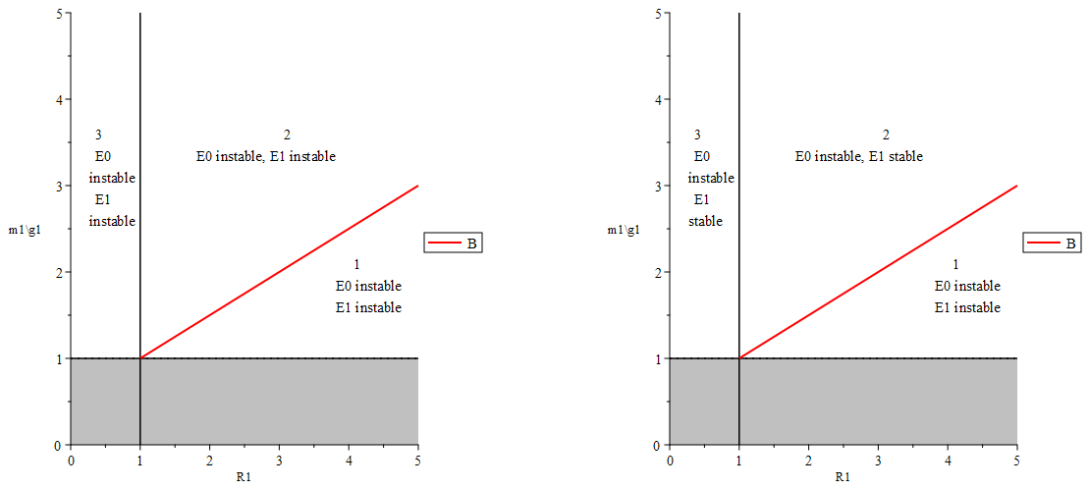 5
4
3
2
1
0
m1\g1
3
E0
instable
E1
instable
2
E0 instable, E1 instable
1
E0 instable
E1 instable
B
0 1 2 3 4 5
R1
5
4
3
2
1
0
m1\g1
3
E0
instable
E1
stable
2
E0 instable, E1 stable
1
E0 instable
E1 instable
B
0 1 2 3 4 5
R1